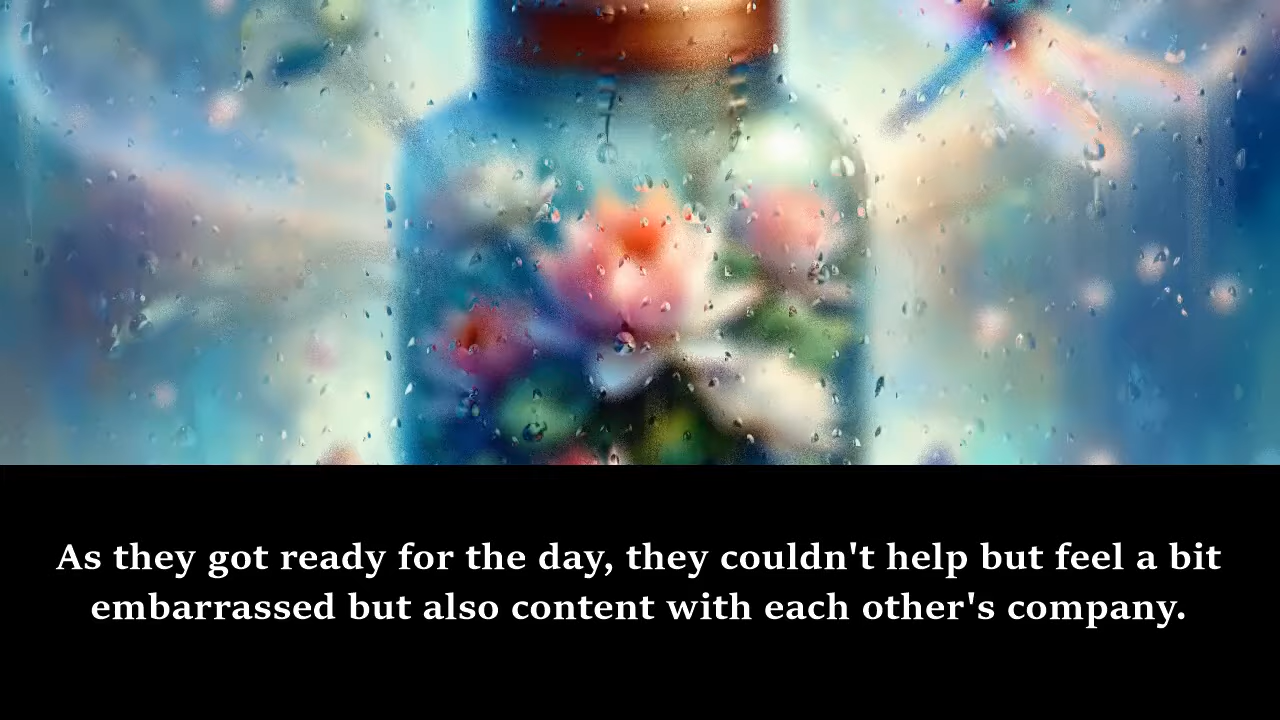 As they got ready for the day, they couldn't help but feel a bit
embarrassed but also content with each other's company.